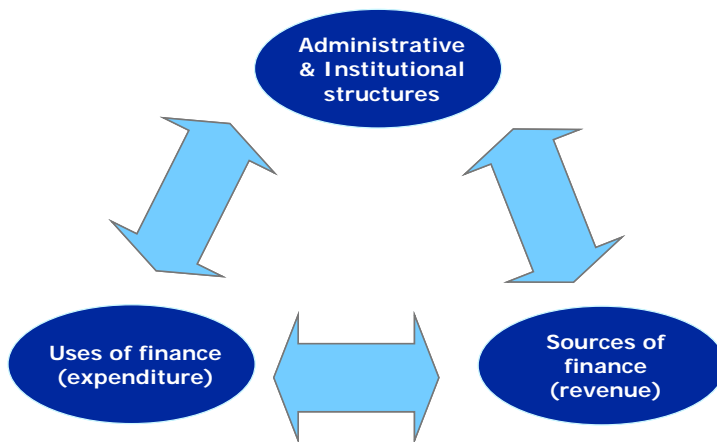 Administrative
& Institutional
structures
Uses of finance
(expenditure)
Sources of
finance
(revenue)